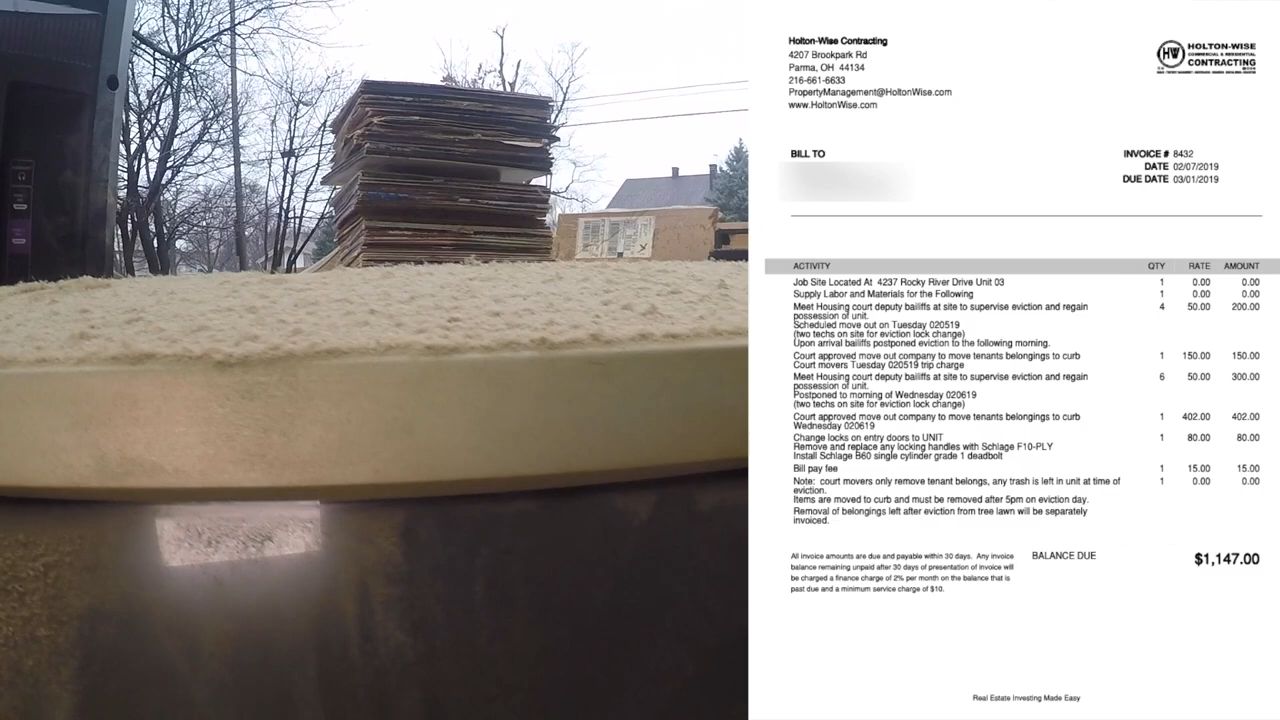 Holton-Wise Contracting
4207 Brookpark Rd
Parma, OH 44134
216-661-6633
PropertyManagement@HoltonWise.com
www.HoltonWise.com
HW
HOLTON-WISE
COMMERCIAL & RESIDENTIAL
CONTRACTING
BILL TO
INVOICE # 8432
DATE 02/07/2019
DUE DATE 03/01/2019
ACTIVITY QTY RATE AMOUNT
Job Site Located At 4237 Rocky River Drive Unit 03 1 0.00 0.00
Supply Labor and Materials for the Following 1 0.00 0.00
Meet Housing court deputy bailiffs at site to supervise eviction and regain 4 50.00 200.00
possession of unit.
Scheduled move out on Tuesday 020519
(two techs on site for eviction lock change)
Upon arrival bailiffs postponed eviction to the following morning.
Court approved move out company to move tenants belongings to curb 1 150.00 150.00
Court movers Tuesday 020519 trip charge
Meet Housing court deputy bailiffs at site to supervise eviction and regain 6 50.00 300.00
possession of unit.
Postponed to morning of Wednesday 020619
(two techs on site for eviction lock change)
Court approved move out company to move tenants belongings to curb 1 402.00 402.00
Wednesday 020619
Change locks on entry doors to UNIT 1 80.00 80.00
Remove and replace any locking handles with Schlage F10-PLY
Install Schlage B60 single cylinder grade 1 deadbolt
Bill pay fee 1 15.00 15.00
Note: court movers only remove tenant belongs, any trash is left in unit at time of 1 0.00 0.00
eviction.
Items are moved to curb and must be removed after 5pm on eviction day.
Removal of belongings left after eviction from tree lawn will be separately
invoiced.
All invoice amounts are due and payable within 30 days. Any invoice
balance remaining unpaid after 30 days of presentation of invoice will
be charged a finance charge of 2% per month on the balance that is
past due and a minimum service charge of $10.
BALANCE DUE $1,147.00
Real Estate Investing Made Easy